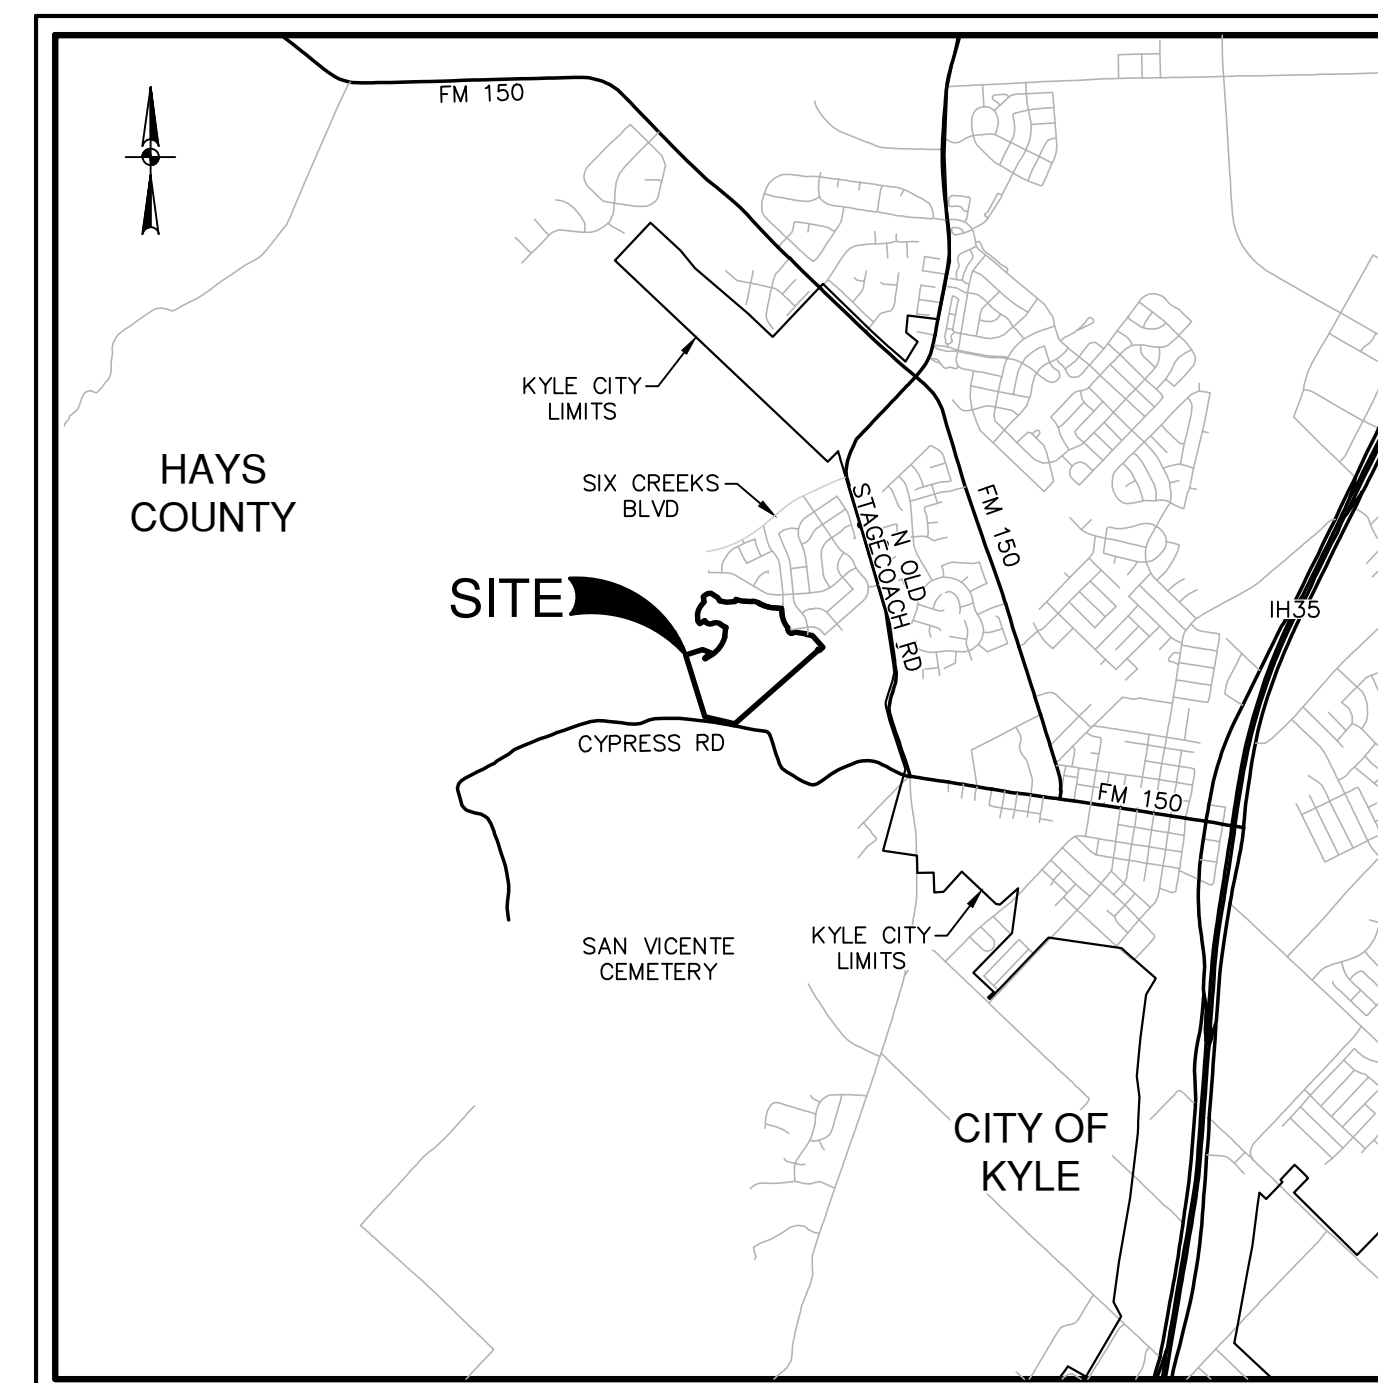 FM 150
KYLE CITY
LIMITS
HAYS
COUNTY
SIX CREEKS
BLVD
N OLD
STAGECOACH RD
FM 150
SITE
IH35
CYPRESS RD
FM 150
SAN VICENTE
CEMETERY
KYLE CITY
LIMITS
CITY OF
KYLE